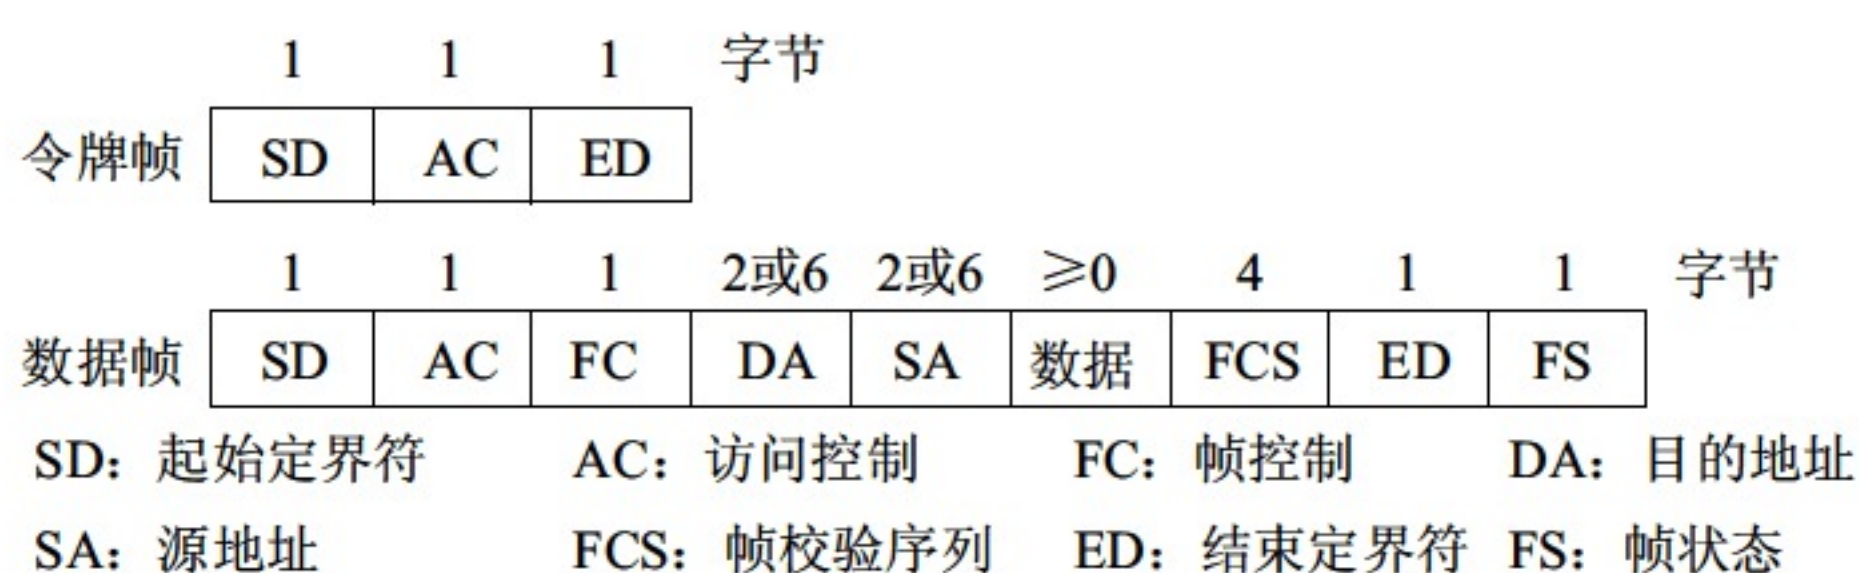 1 1 1 字节
令牌帧 SD AC ED
1 1 1 2或6 2或6 ≥0 4 1 1 字节
数据帧 SD AC FC DA SA 数据 FCS ED FS
SD：起始定界符 AC：访问控制 FC：帧控制 DA：目的地址
SA：源地址 FCS：帧校验序列 ED：结束定界符 FS：帧状态